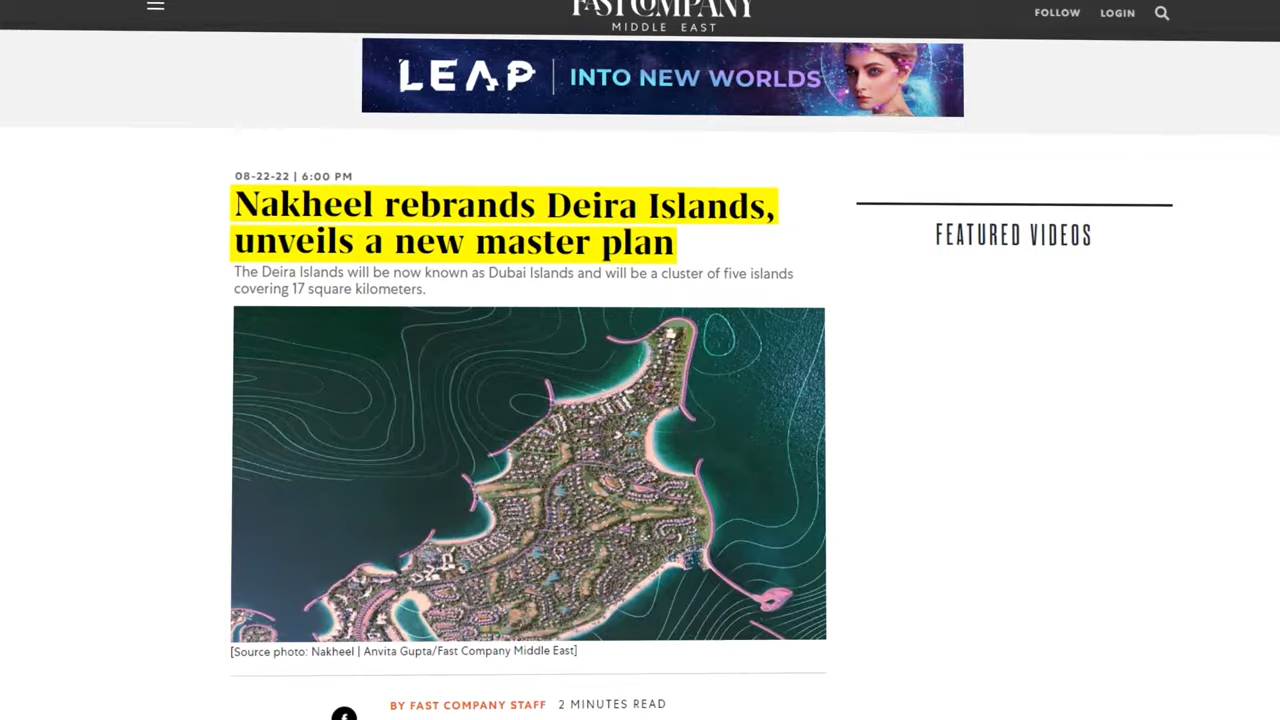 FAST COMPANY
MIDDLE EAST
FOLLOW LOGIN
LEAP INTO NEW WORLDS
08-22-22 | 6:00 PM
Nakheel rebrands Deira Islands,
unveils a new master plan
The Deira Islands will be now known as Dubai Islands and will be a cluster of five islands
covering 17 square kilometers.
FEATURED VIDEOS
[Source photo: Nakheel | Anvita Gupta/Fast Company Middle East]
BY FAST COMPANY STAFF 2 MINUTES READ